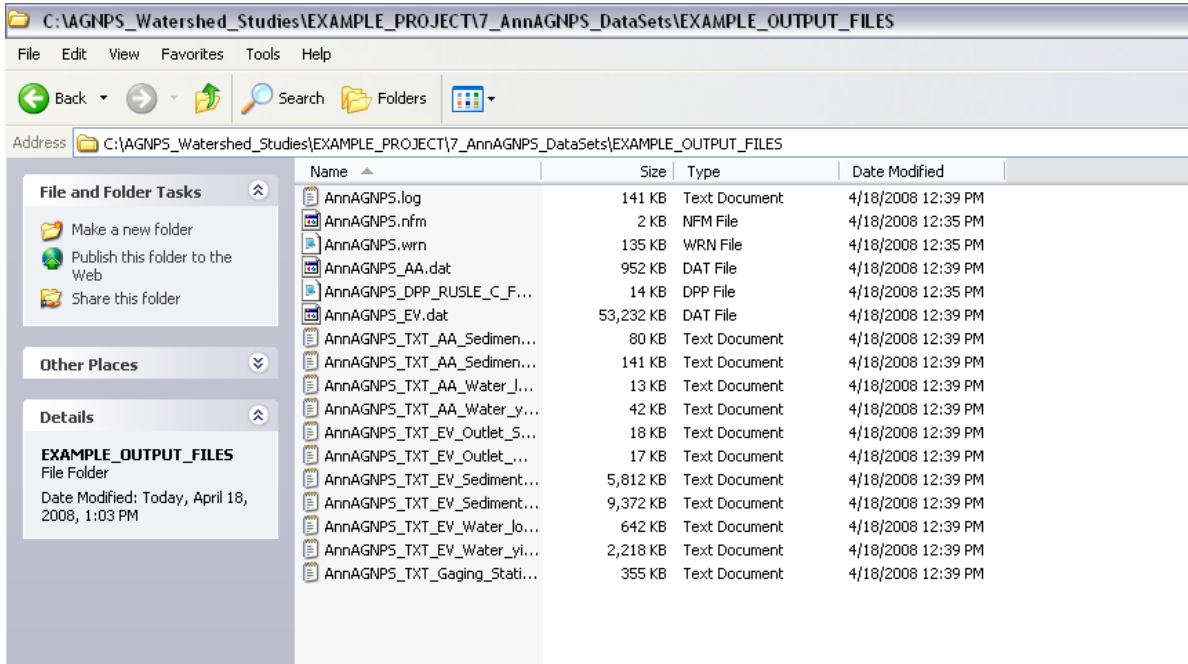 C:\AGNPS_Watershed_Studies\EXAMPLE_PROJECT\7_AnnAGNPS_DataSets\EXAMPLE_OUTPUT_FILES
File Edit View Favorites Tools Help
Back Search Folders
Address C:\AGNPS_Watershed_Studies\EXAMPLE_PROJECT\7_AnnAGNPS_DataSets\EXAMPLE_OUTPUT_FILES
File and Folder Tasks
Make a new folder
Publish this folder to the
Web
Share this folder
Other Places
Details
EXAMPLE_OUTPUT_FILES
File Folder
Date Modified: Today, April 18,
2008, 1:03 PM
Name Size Type Date Modified
AnnAGNPS.log 141 KB Text Document 4/18/2008 12:39 PM
AnnAGNPS.nfm 2 KB NFM File 4/18/2008 12:35 PM
AnnAGNPS.wrn 135 KB WRN File 4/18/2008 12:35 PM
AnnAGNPS_AA.dat 952 KB DAT File 4/18/2008 12:39 PM
AnnAGNPS_DPP_RUSLE_C_F... 14 KB DPP File 4/18/2008 12:35 PM
AnnAGNPS_EV.dat 53,232 KB DAT File 4/18/2008 12:39 PM
AnnAGNPS_TXT_AA_Sedimen... 80 KB Text Document 4/18/2008 12:39 PM
AnnAGNPS_TXT_AA_Sedimen... 141 KB Text Document 4/18/2008 12:39 PM
AnnAGNPS_TXT_AA_Water_l... 13 KB Text Document 4/18/2008 12:39 PM
AnnAGNPS_TXT_AA_Water_y... 42 KB Text Document 4/18/2008 12:39 PM
AnnAGNPS_TXT_EV_Outlet_S... 18 KB Text Document 4/18/2008 12:39 PM
AnnAGNPS_TXT_EV_Outlet_... 17 KB Text Document 4/18/2008 12:39 PM
AnnAGNPS_TXT_EV_Sediment... 5,812 KB Text Document 4/18/2008 12:39 PM
AnnAGNPS_TXT_EV_Sediment... 9,372 KB Text Document 4/18/2008 12:39 PM
AnnAGNPS_TXT_EV_Water_lo... 642 KB Text Document 4/18/2008 12:39 PM
AnnAGNPS_TXT_EV_Water_yi... 2,218 KB Text Document 4/18/2008 12:39 PM
AnnAGNPS_TXT_Gaging_Stati... 355 KB Text Document 4/18/2008 12:39 PM